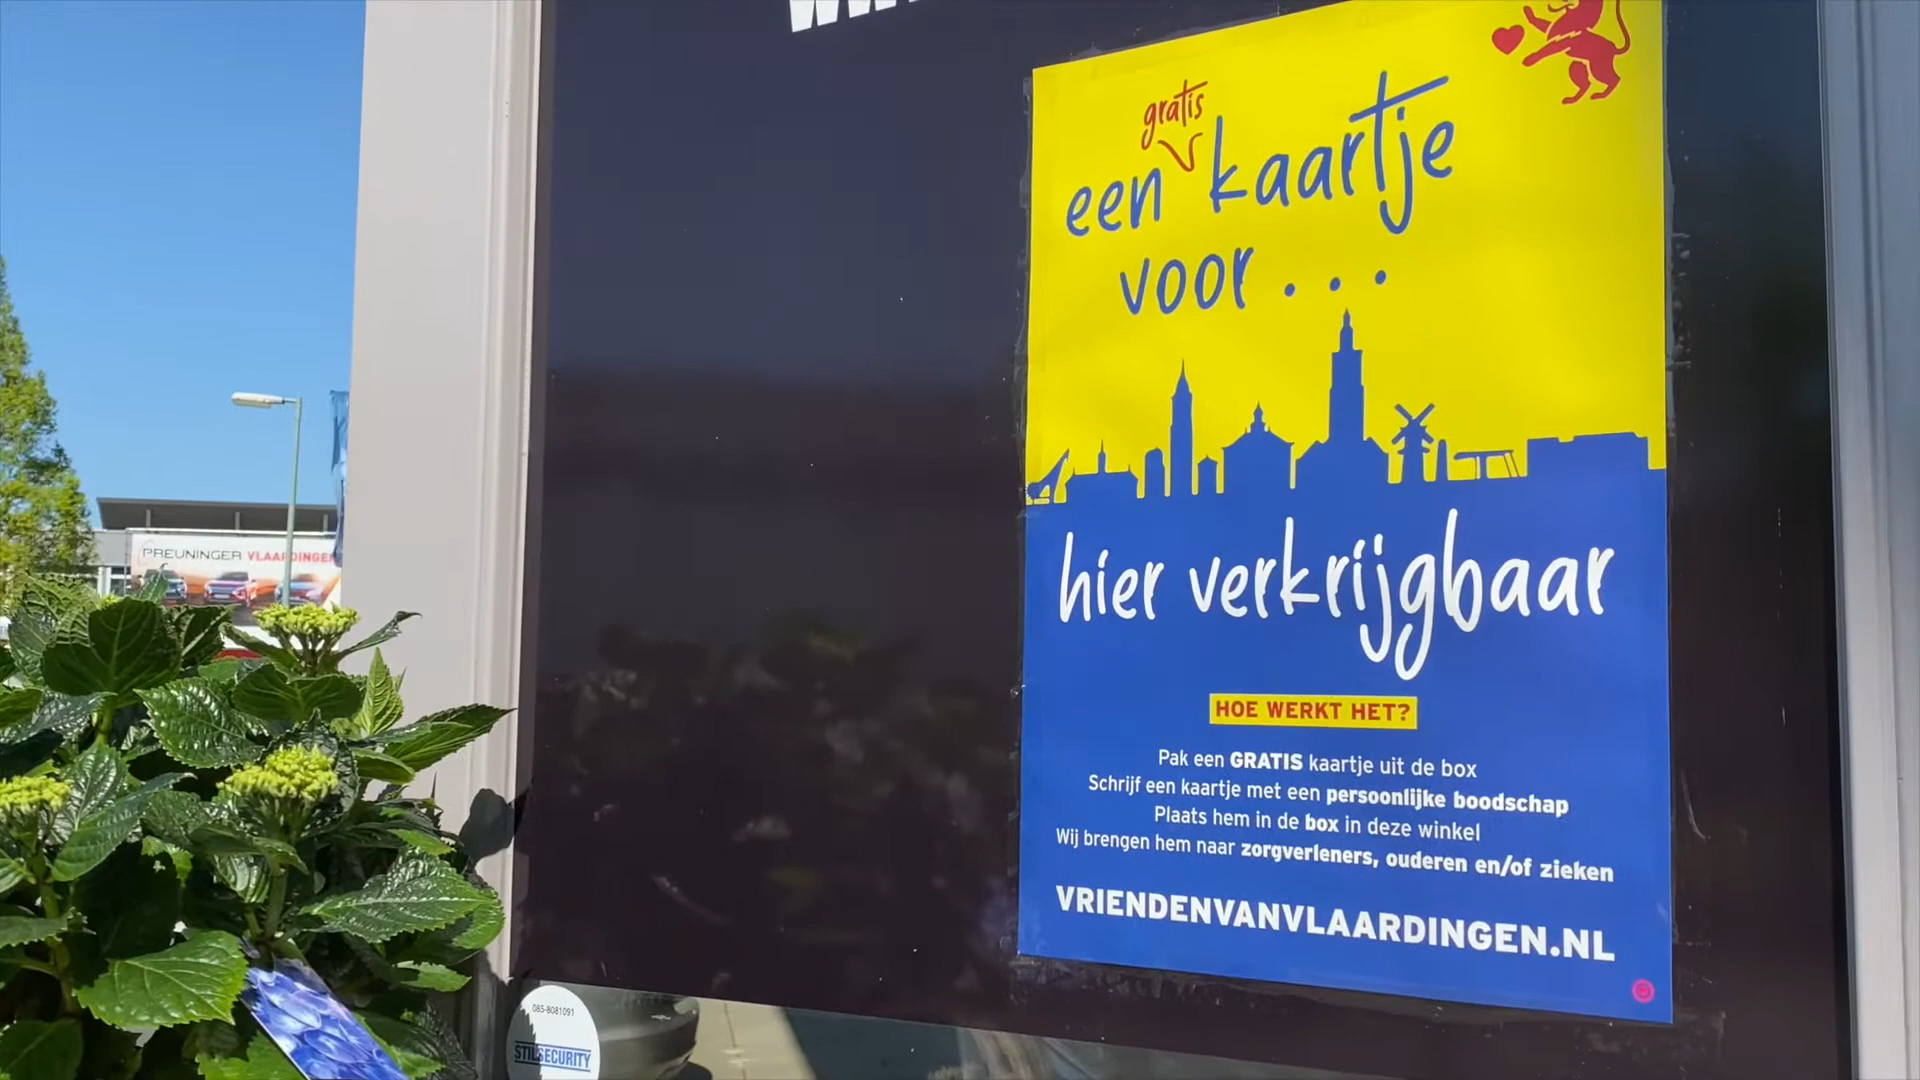 gratis
een kaartje
voor...
hier verkrijgbaar
HOE WERKT HET?
Pak een GRATIS kaartje uit de box
Schrijf een kaartje met een persoonlijke boodschap
Plaats hem in de box in deze winkel
Wij brengen hem naar zorgverleners, ouderen en/of zieken
VRIENDENVANVLAARDINGEN.NL
PREUNINGER VLAARDINGEN
085-8081091
STILSECURITY